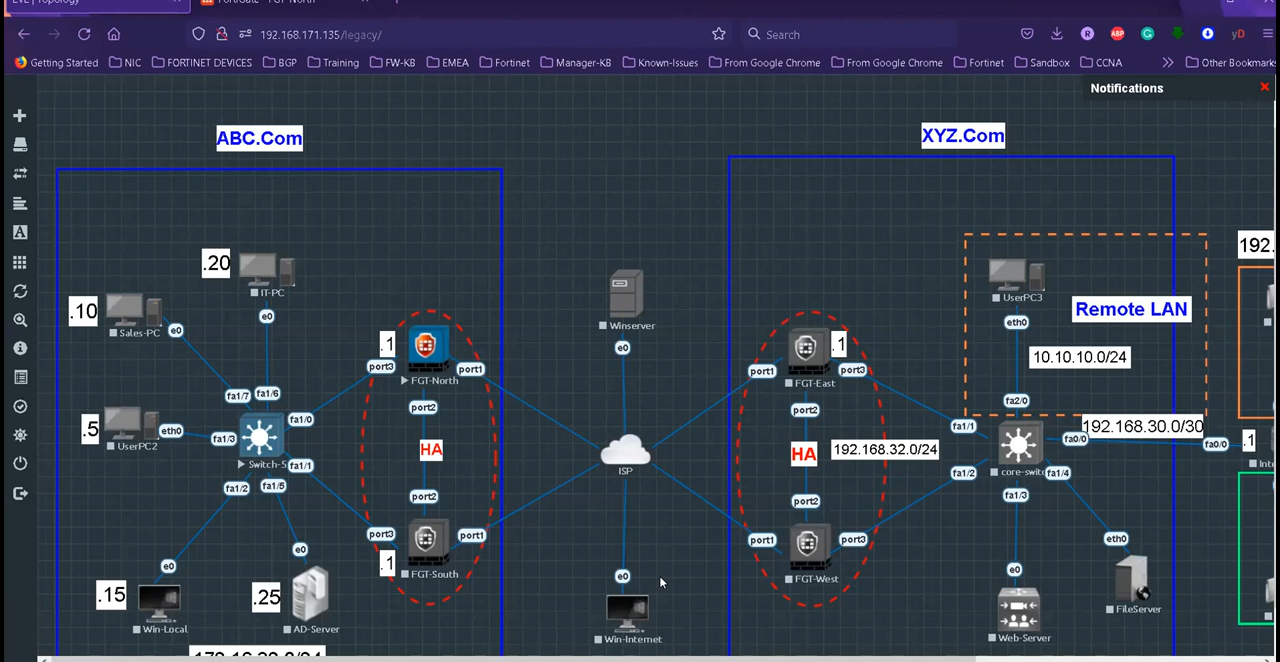 EVE | Topology
FortiGate - FGT-North
192.168.171.135/legacy/
Search
Getting Started
NIC
FORTINET DEVICES
BGP
Training
FW-KB
EMEA
Fortinet
Manager-KB
Known-Issues
From Google Chrome
From Google Chrome
Fortinet
Sandbox
CCNA
Other Bookmarks
Notifications
ABC.Com
XYZ.Com
.20
IT-PC
e0
.10
Sales-PC
e0
.5
UserPC2
eth0
fa1/7
fa1/6
fa1/3
fa1/0
Switch-5
fa1/1
fa1/2
fa1/5
e0
.15
Win-Local
e0
.25
AD-Server
.1
port3
FGT-North
port1
port2
HA
port2
port3
port1
.1
FGT-South
Winserver
e0
ISP
e0
Win-Internet
.1
port1
FGT-East
port3
port2
HA
192.168.32.0/24
port2
port1
port3
FGT-West
UserPC3
eth0
Remote LAN
10.10.10.0/24
fa2/0
192.168.30.0/30
fa1/1
fa0/0
fa0/0
.1
fa1/2
fa1/4
fa1/3
eth0
FileServer
e0
Web-Server
192.